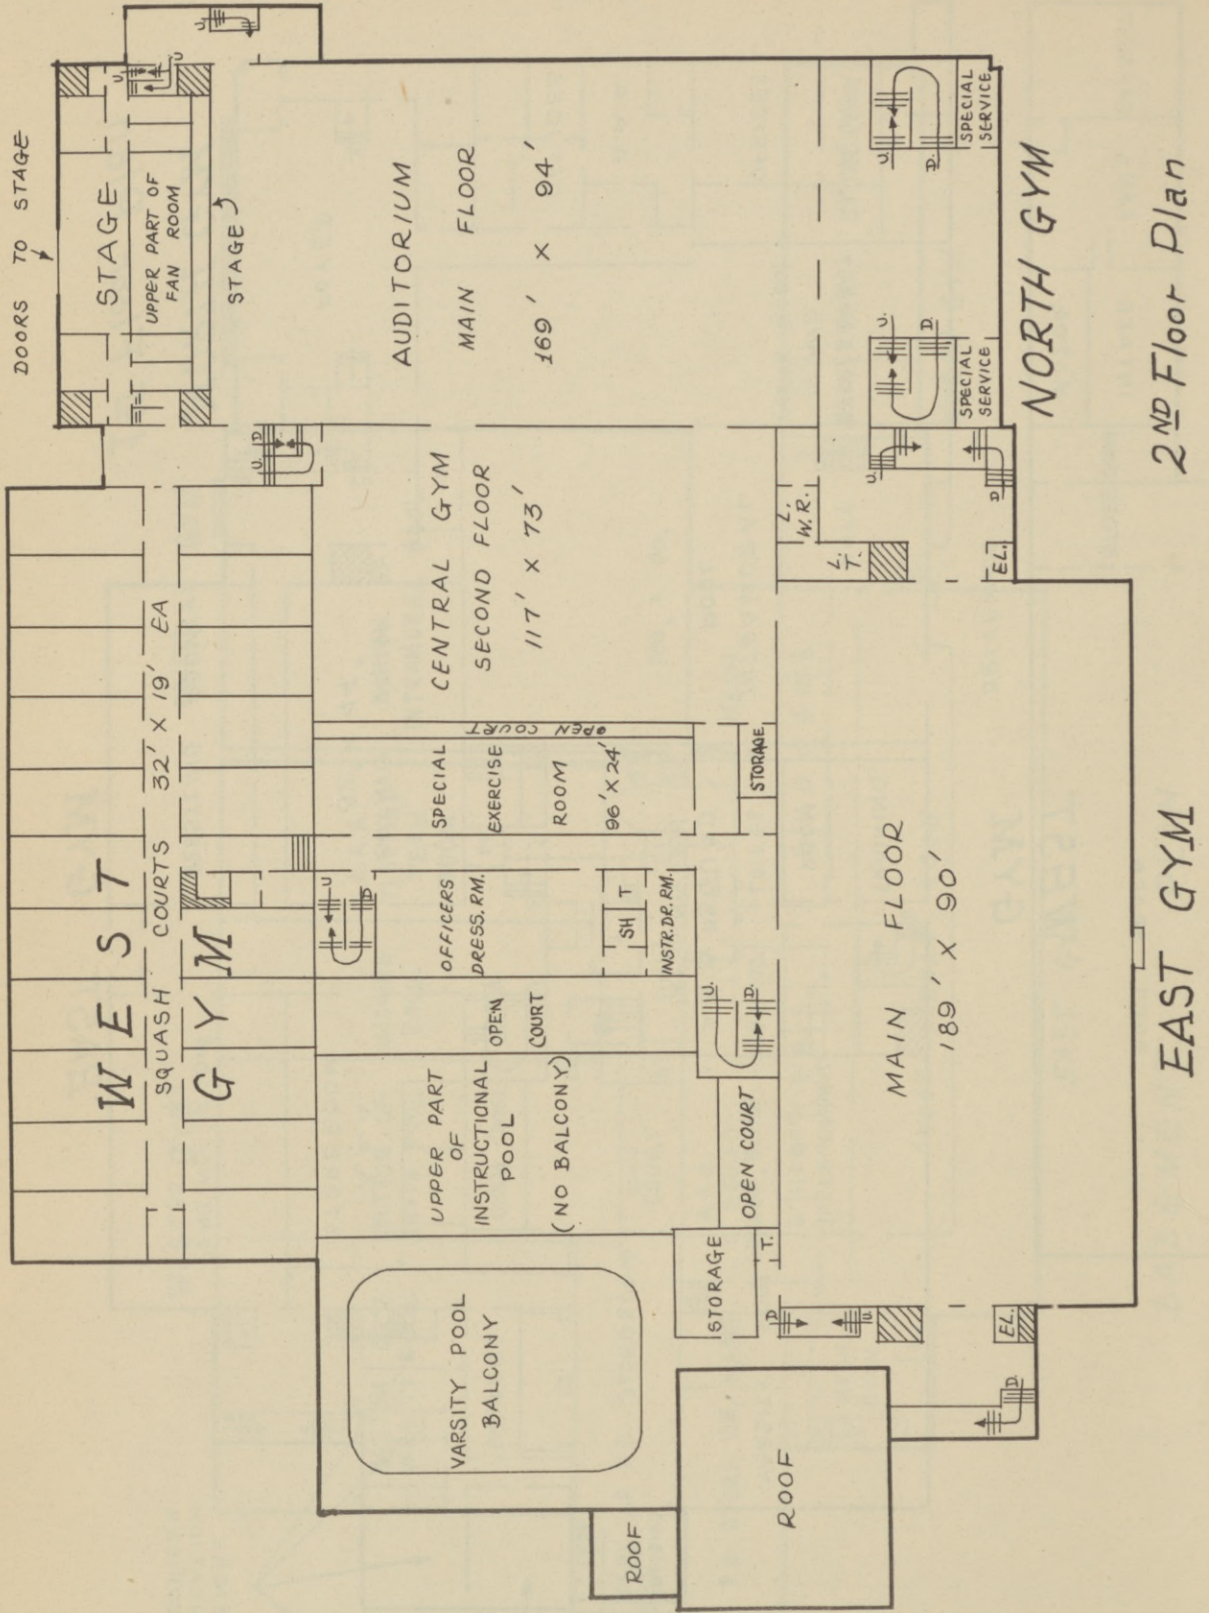 DOORS TO STAGE
STAGE
UPPER PART OF
FAN ROOM
STAGE
U.
U.
AUDITORIUM
MAIN FLOOR
169' X 94'
U.
D.
SPECIAL
SERVICE
U.
D.
SPECIAL
SERVICE
NORTH GYM
2ND Floor Plan
U.
D
CENTRAL GYM
SECOND FLOOR
117' X 73'
L.
W. R.
L.
T.
U.
D
EL.
WEST
SQUASH COURTS 32' X 19' EA
GYM
OPEN COURT
SPECIAL
EXERCISE
ROOM
96' X 24'
STORAGE
U
D
OFFICERS
DRESS. RM.
SH T
INSTR. DR. RM.
OPEN
COURT
U.
D.
UPPER PART
OF
INSTRUCTIONAL
POOL
(NO BALCONY)
OPEN COURT
MAIN FLOOR
189' X 90'
EAST GYM
VARSITY POOL
BALCONY
STORAGE
T.
D
U.
EL.
D.
ROOF
ROOF